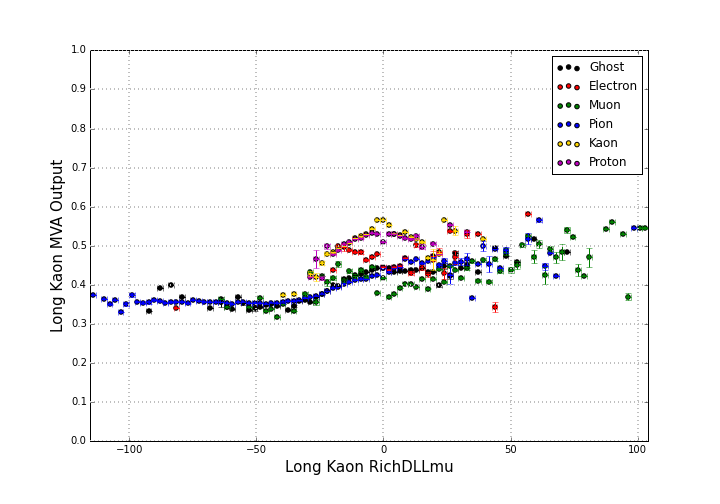 1.0
0.9
0.8
0.7
0.6
0.5
0.4
0.3
0.2
0.1
0.0
−100
−50
0
50
100
Long Kaon MVA Output
Long Kaon RichDLLmu
Ghost
Electron
Muon
Pion
Kaon
Proton